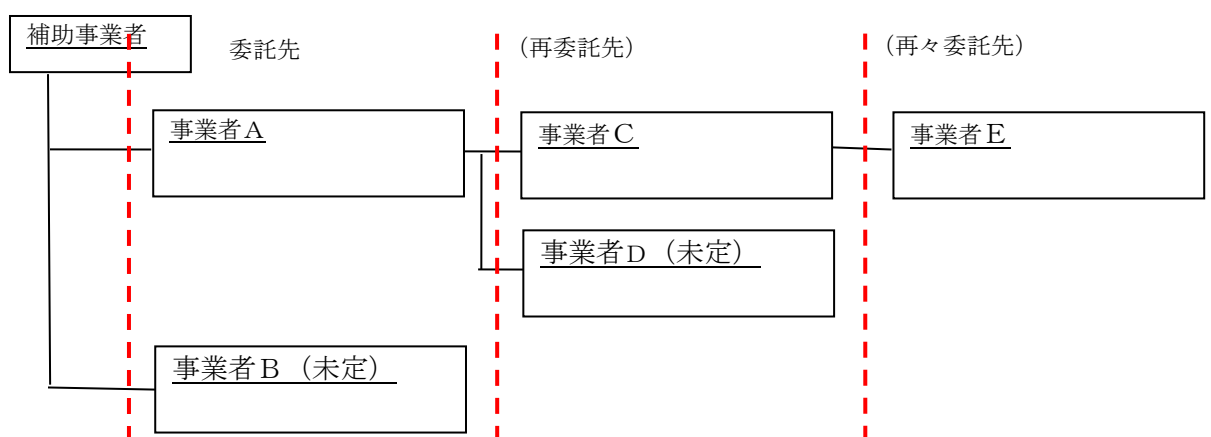 補助事業者
委託先
（再委託先）
（再々委託先）
事業者Ａ
事業者Ｃ
事業者Ｅ
事業者Ｄ（未定）
事業者Ｂ（未定）